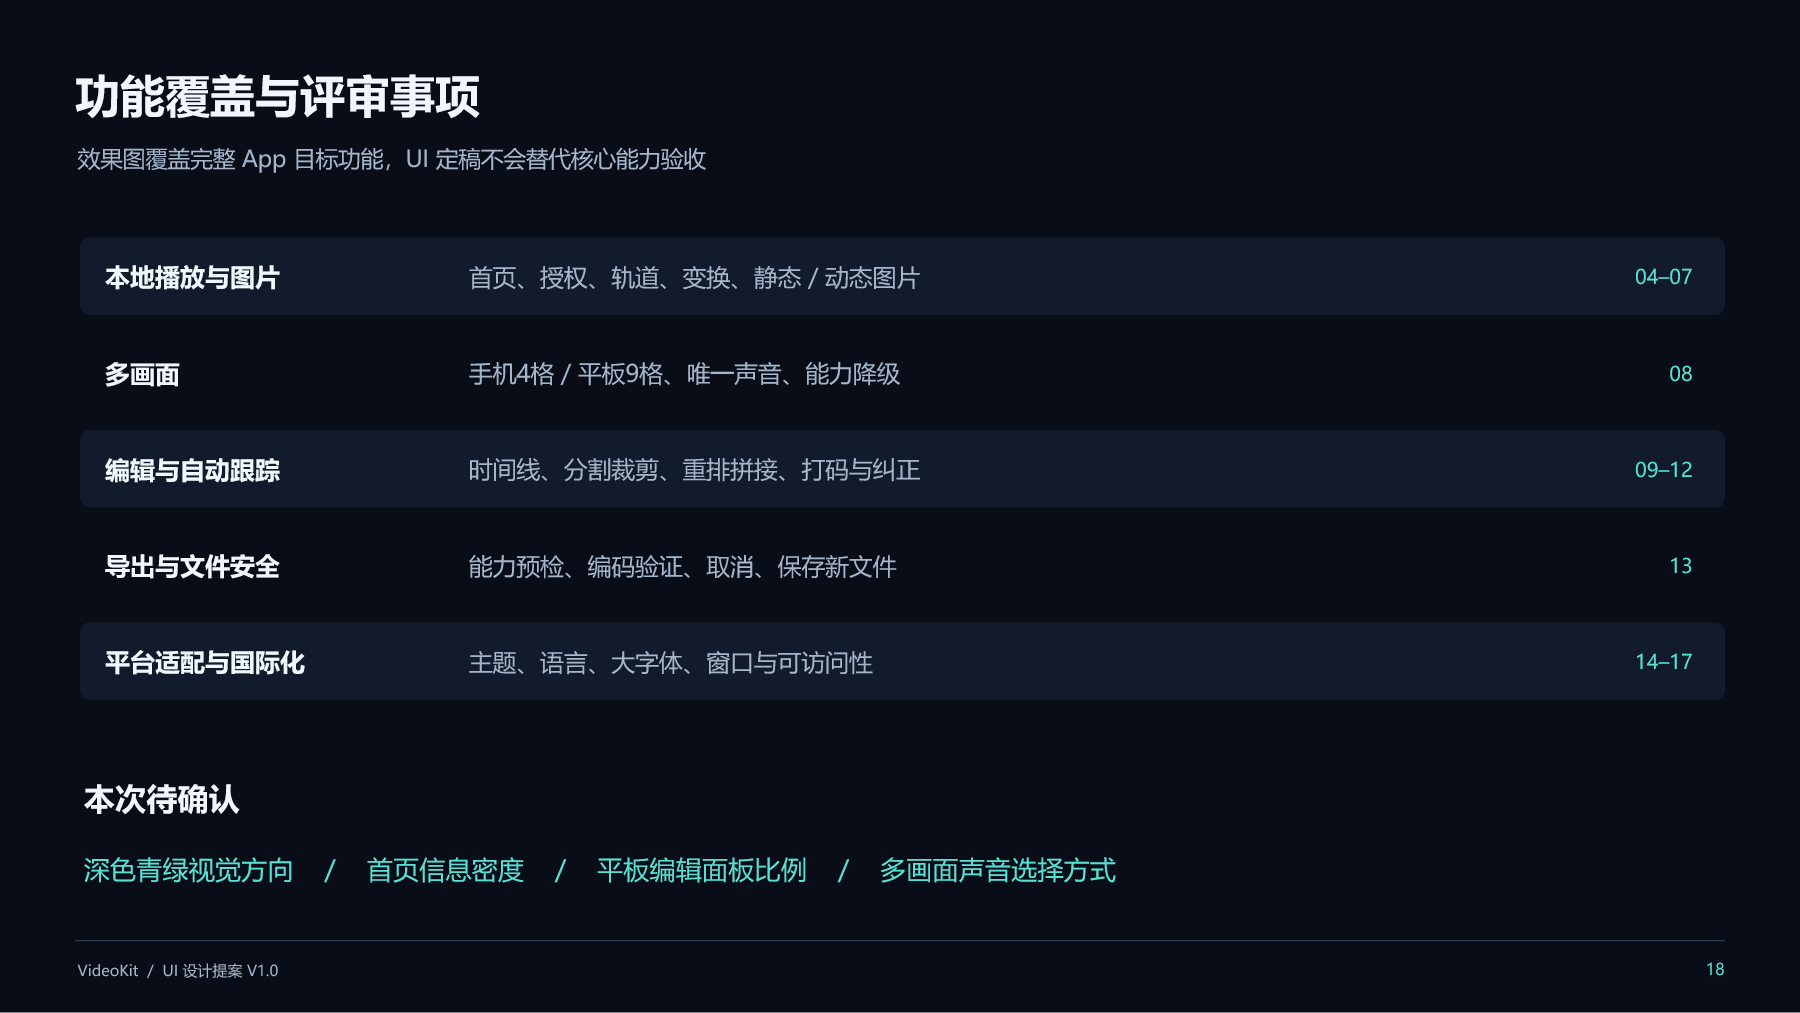 功能覆盖与评审事项
效果图覆盖完整 App 目标功能，UI 定稿不会替代核心能力验收
本地播放与图片 首页、授权、轨道、变换、静态 / 动态图片 04–07
多画面 手机4格 / 平板9格、唯一声音、能力降级 08
编辑与自动跟踪 时间线、分割裁剪、重排拼接、打码与纠正 09–12
导出与文件安全 能力预检、编码验证、取消、保存新文件 13
平台适配与国际化 主题、语言、大字体、窗口与可访问性 14–17
本次待确认
深色青绿视觉方向 / 首页信息密度 / 平板编辑面板比例 / 多画面声音选择方式
VideoKit / UI 设计提案 V1.0 18